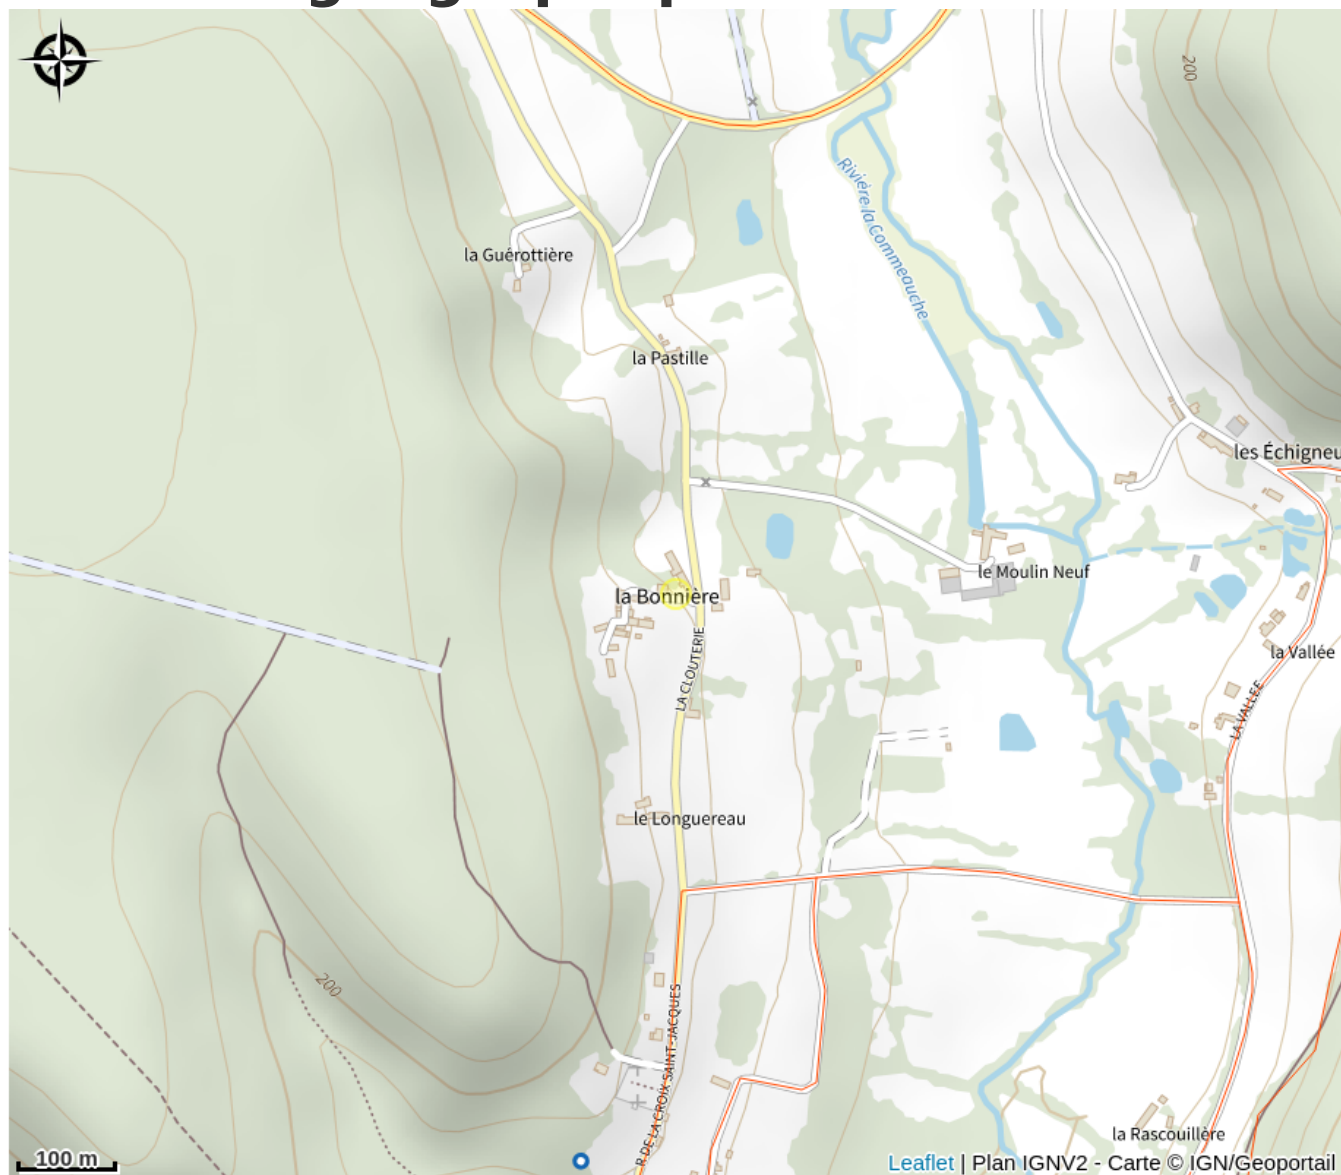 200
Rivière la Commeauche
la Guérottière
la Pastille
les Échigneu
le Moulin Neuf
la Bonnière
LA CLOUTERIE
la Vallée
LA VALLEE
le Longuereau
200
R DE LA CROIX SAINT-JACQUES
la Rascouillère
100 m
Leaflet | Plan IGNV2 - Carte © IGN/Geoportail